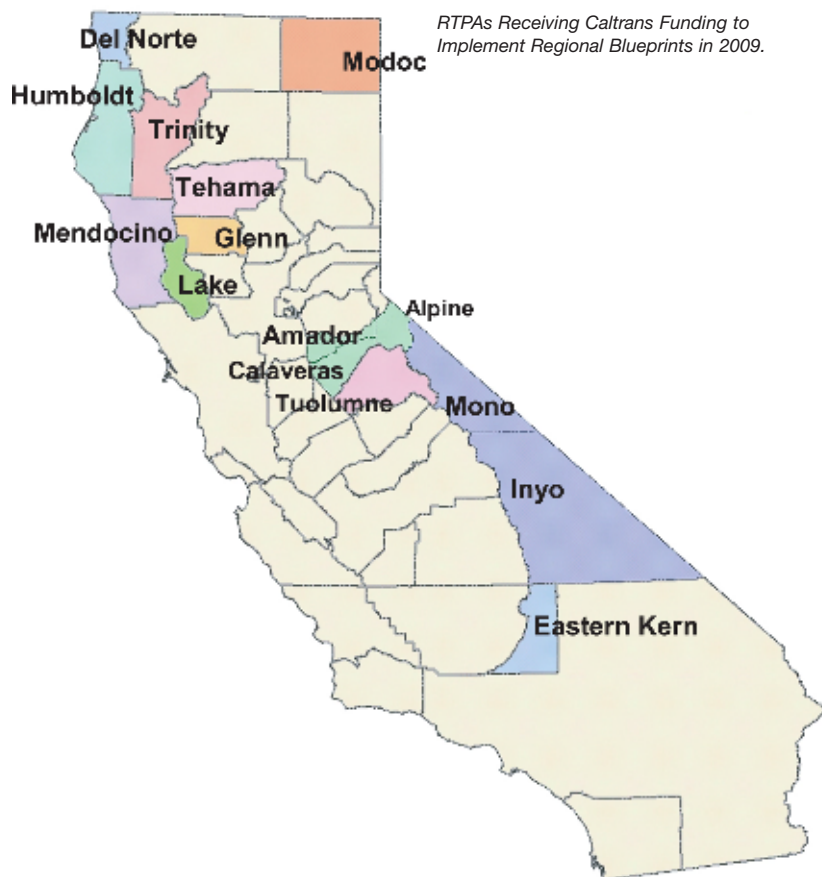 RTPAs Receiving Caltrans Funding to
Implement Regional Blueprints in 2009.
Del Norte
Modoc
Humboldt
Trinity
Tehama
Mendocino
Glenn
Lake
Alpine
Amador
Calaveras
Tuolumne
Mono
Inyo
Eastern Kern